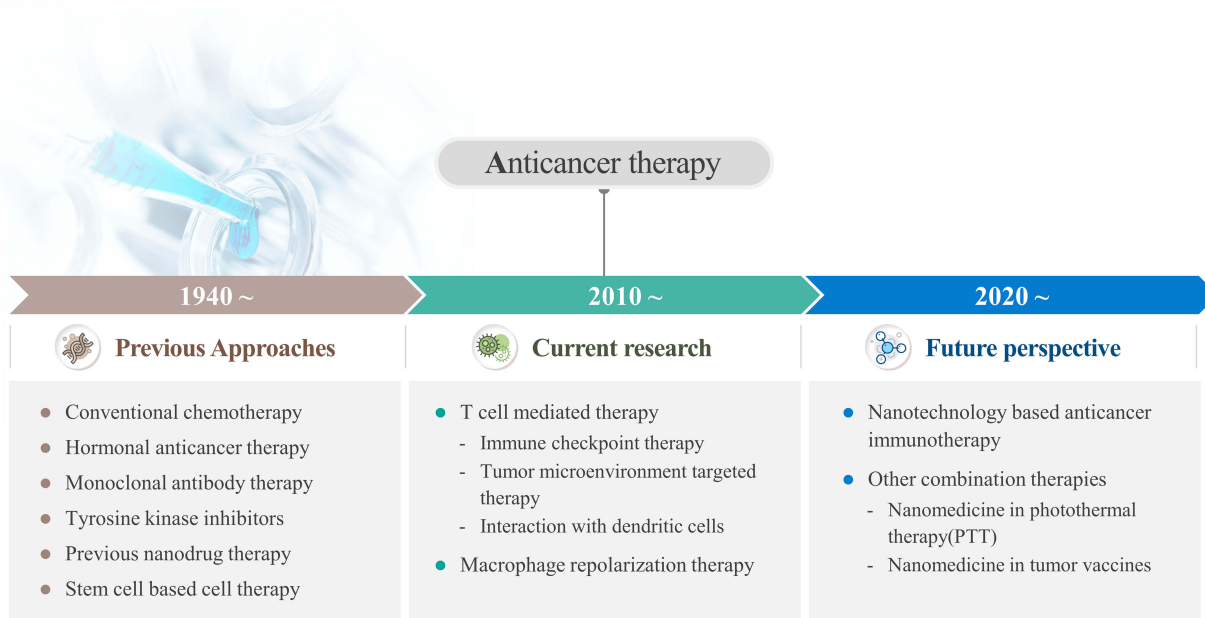 Anticancer therapy
1940 ~
2010 ~
2020 ~
Previous Approaches
Current research
Future perspective
● Conventional chemotherapy
● Hormonal anticancer therapy
● Monoclonal antibody therapy
● Tyrosine kinase inhibitors
● Previous nanodrug therapy
● Stem cell based cell therapy
● T cell mediated therapy
- Immune checkpoint therapy
- Tumor microenvironment targeted
therapy
- Interaction with dendritic cells
● Macrophage repolarization therapy
● Nanotechnology based anticancer
immunotherapy
● Other combination therapies
- Nanomedicine in photothermal
therapy(PTT)
- Nanomedicine in tumor vaccines